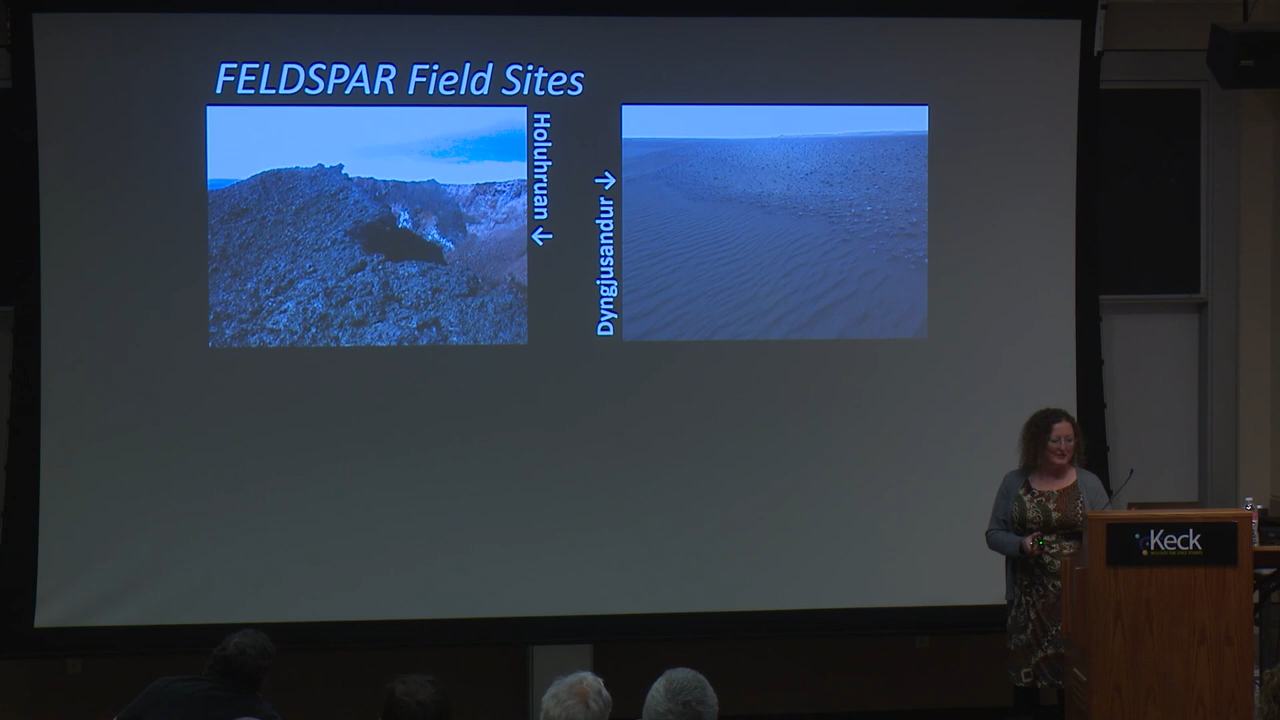 FELDSPAR Field Sites
Holuhruan →
Dyngjusandur →
Keck